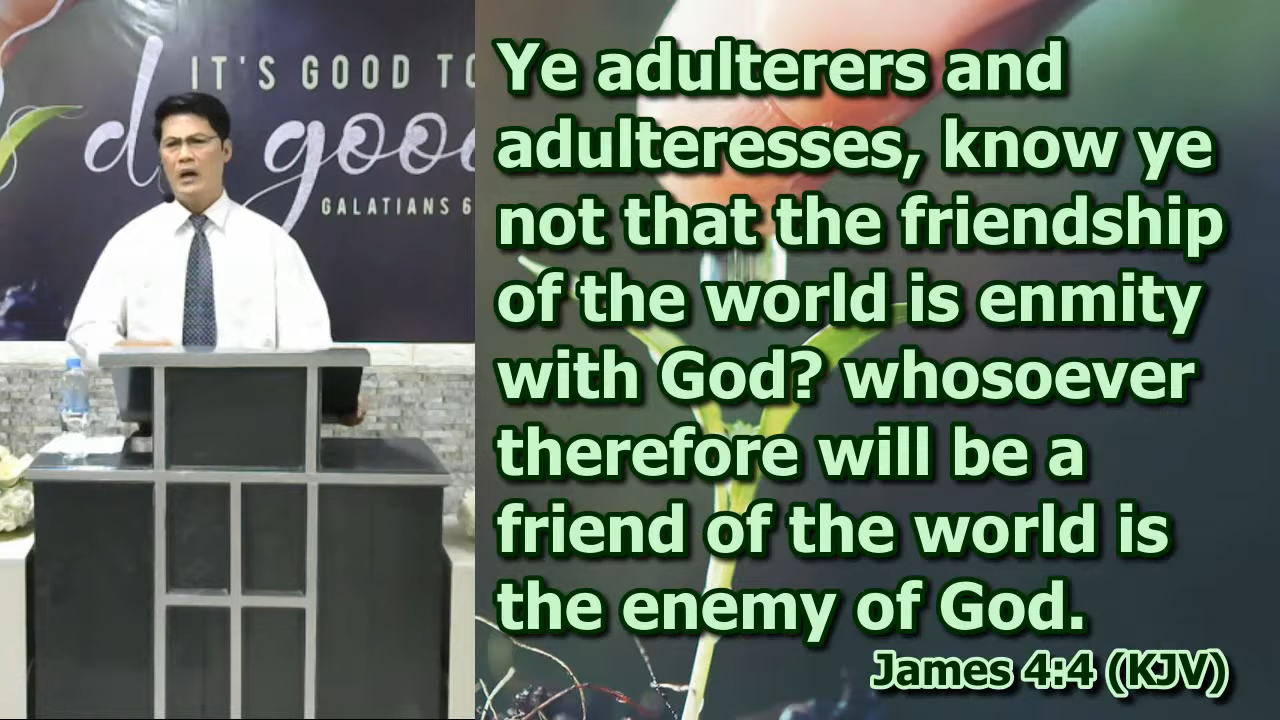 IT'S GOOD TO
d good
GALATIANS 6
Ye adulterers and
adulteresses, know ye
not that the friendship
of the world is enmity
with God? whosoever
therefore will be a
friend of the world is
the enemy of God.
James 4:4 (KJV)